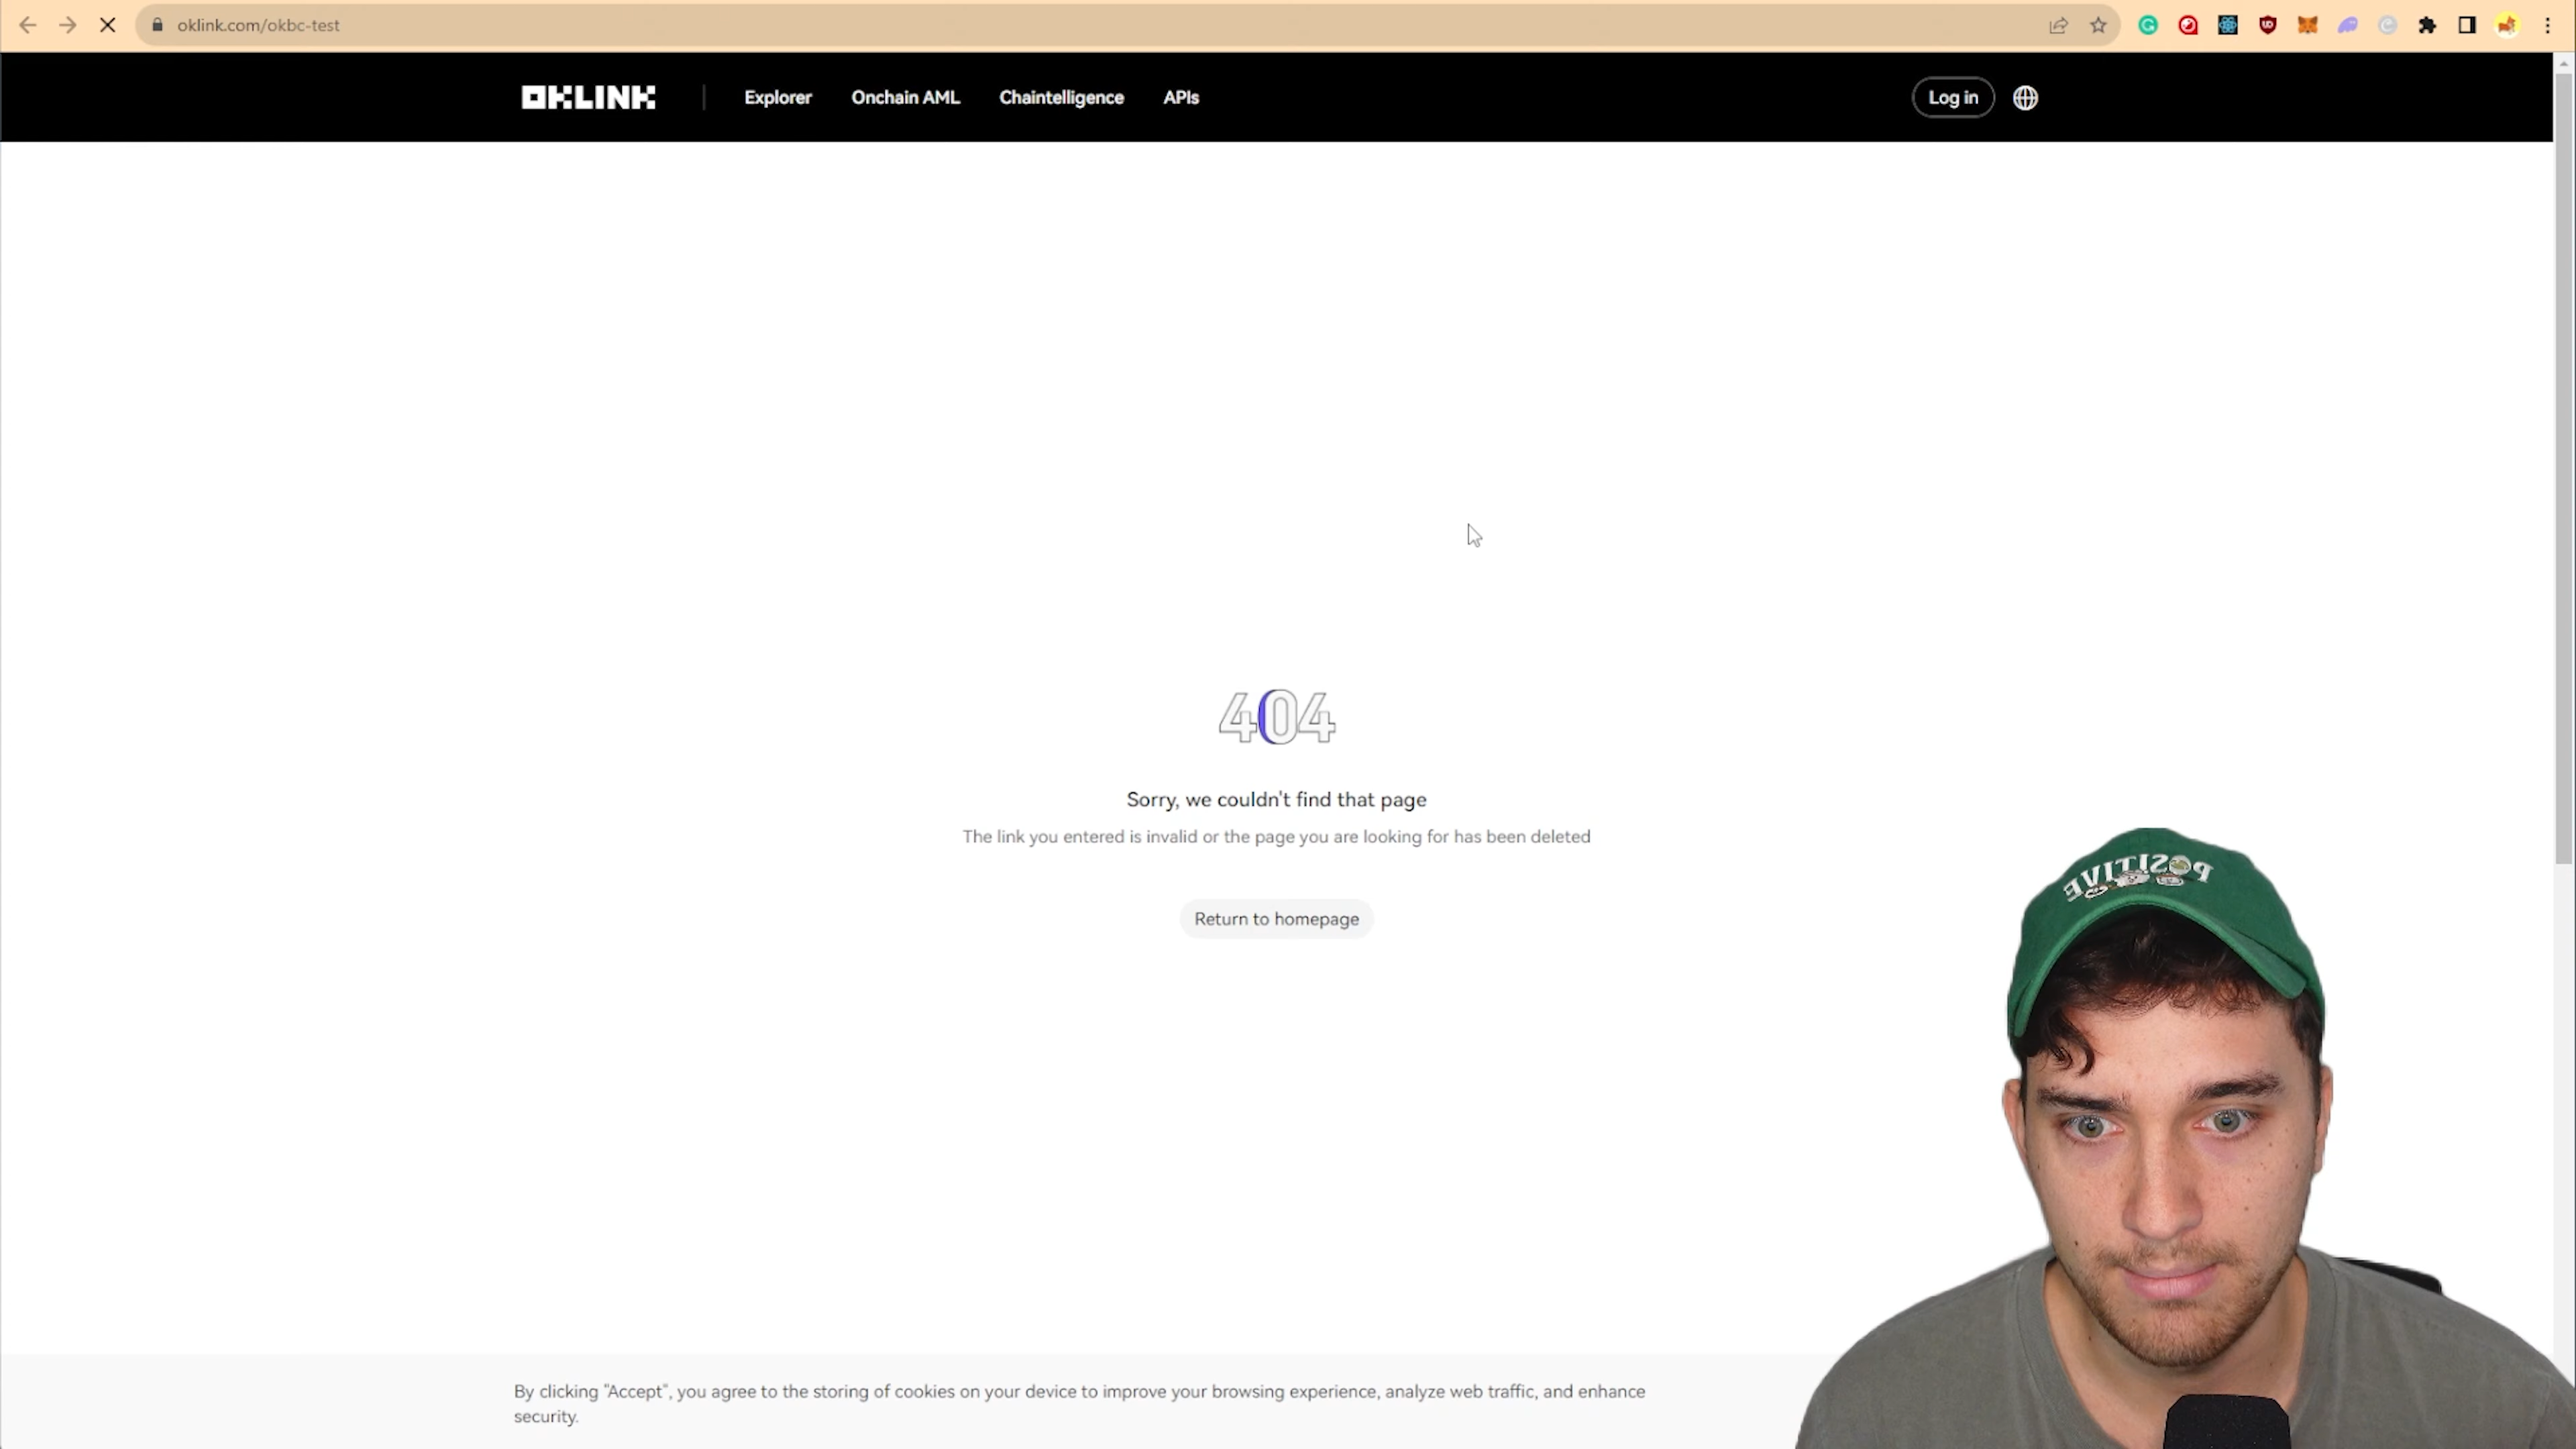 oklink.com/okbc-test
OKLINK
Explorer
Onchain AML
Chaintelligence
APIs
Log in
404
Sorry, we couldn't find that page
The link you entered is invalid or the page you are looking for has been deleted
Return to homepage
POSITIVE
By clicking "Accept", you agree to the storing of cookies on your device to improve your browsing experience, analyze web traffic, and enhance
security.